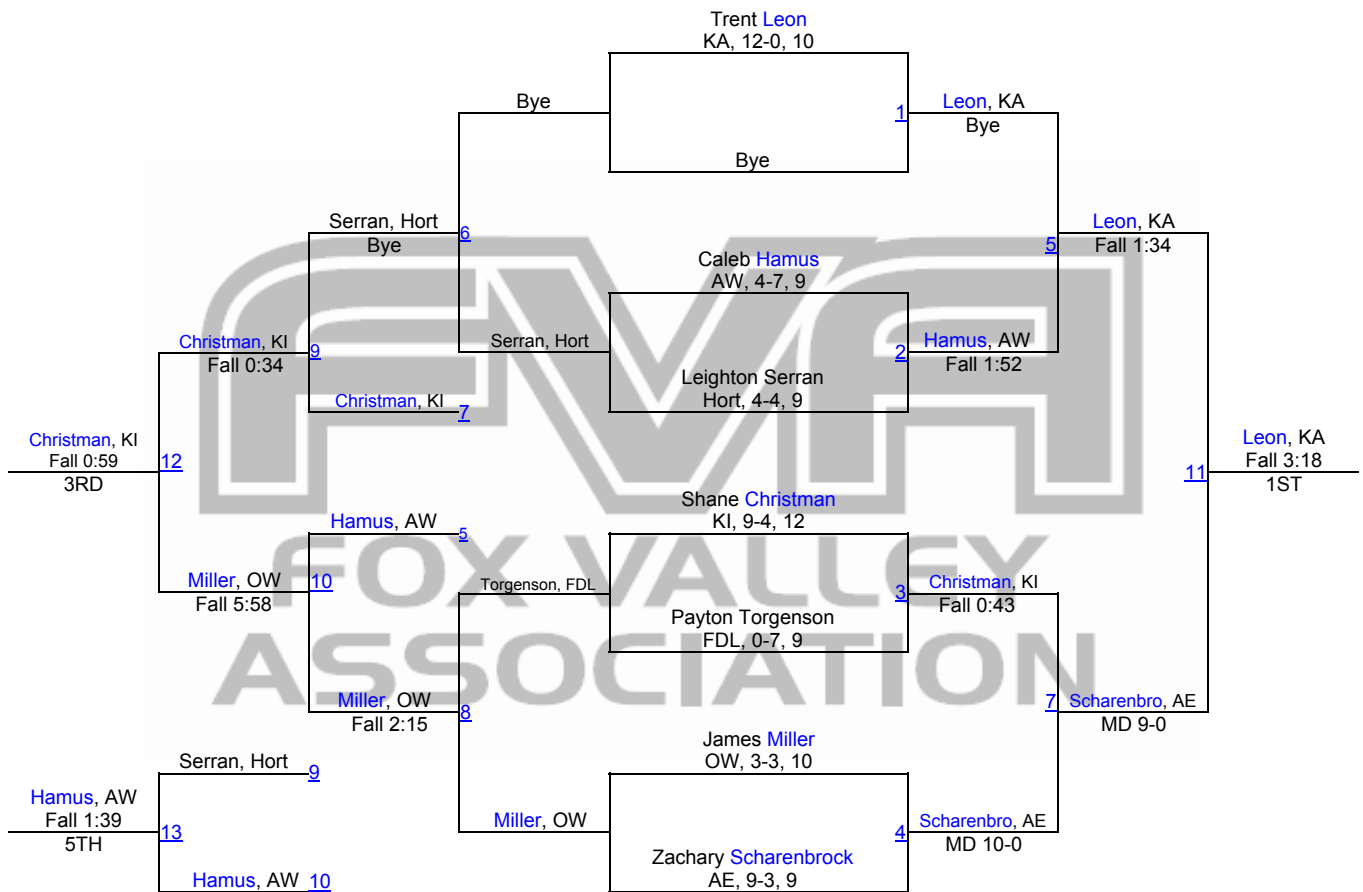 Trent Leon
KA, 12-0, 10
Bye
1
Leon, KA
Bye
Bye
Serran, Hort
Bye
6
Leon, KA
Fall 1:34
5
Caleb Hamus
AW, 4-7, 9
Christman, KI
Fall 0:34
9
Serran, Hort
2
Hamus, AW
Fall 1:52
Leighton Serran
Hort, 4-4, 9
Christman, KI
7
Christman, KI
Fall 0:59
3RD
12
Leon, KA
Fall 3:18
1ST
11
Shane Christman
KI, 9-4, 12
Hamus, AW
5
Miller, OW
Fall 5:58
10
Torgenson, FDL
3
Christman, KI
Fall 0:43
Payton Torgenson
FDL, 0-7, 9
Miller, OW
Fall 2:15
8
7
Scharenbro, AE
MD 9-0
James Miller
OW, 3-3, 10
Serran, Hort
9
Hamus, AW
Fall 1:39
5TH
13
Miller, OW
4
Scharenbro, AE
MD 10-0
Zachary Scharenbrock
AE, 9-3, 9
Hamus, AW
10
FVA
FOX VALLEY
ASSOCIATION